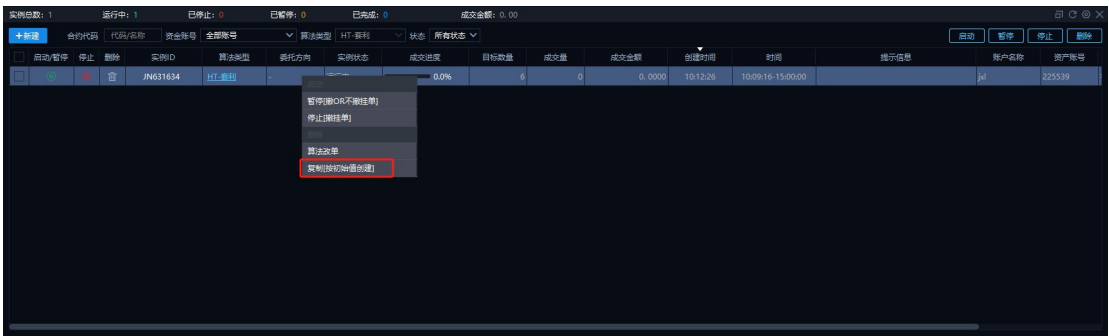 实例总数: 1 运行中: 1 已停止: 0 已暂停: 0 已完成: 0 成交金额: 0.00
+新建 合约代码 代码/名称 资金账号 全部账号 算法类型 HT-套利 状态 所有状态 启动 暂停 停止 删除
启动/暂停 停止 删除 实例ID 算法类型 委托方向 实例状态 成交进度 目标数量 成交量 成交金额 创建时间 时间 提示信息 账户名称 资产账号
JN631634 HT-套利 - 运行中 0.0% 6 0 0.0000 10:12:26 10:09:16-15:00:00 jxl 225539
暂停[撤OR不撤挂单]
停止[撤挂单]
删除
算法改单
复制[按初始值创建]